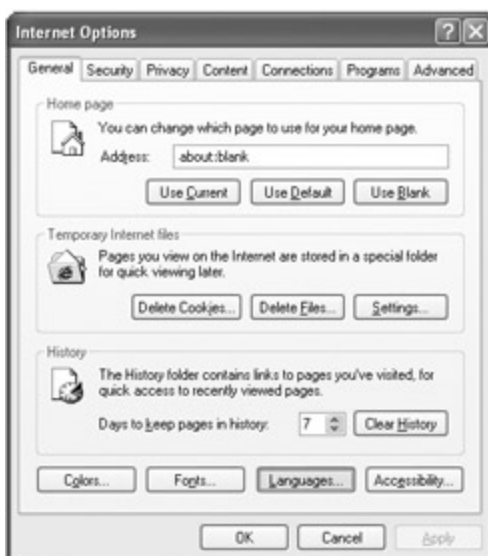 Internet Options
General Security Privacy Content Connections Programs Advanced
Home page
You can change which page to use for your home page.
Address: about:blank
Use Current Use Default Use Blank
Temporary Internet files
Pages you view on the Internet are stored in a special folder
for quick viewing later.
Delete Cookies... Delete Files... Settings...
History
The History folder contains links to pages you've visited, for
quick access to recently viewed pages.
Days to keep pages in history: 7 Clear History
Colors... Fonts... Languages... Accessibility...
OK Cancel Apply